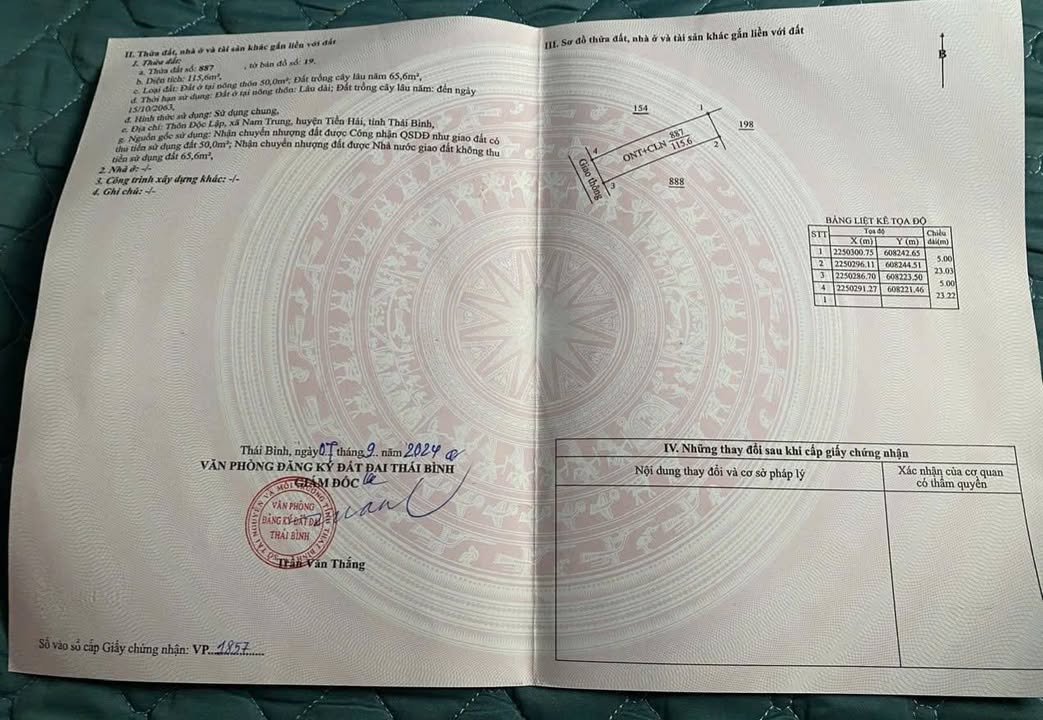 II. Thửa đất, nhà ở và tài sản khác gắn liền với đất
1. Thửa đất:
a. Thửa đất số: 887 , tờ bản đồ số: 19,
b. Diện tích: 115,6m²,
c. Loại đất: Đất ở tại nông thôn 50,0m²; Đất trồng cây lâu năm 65,6m²,
d. Thời hạn sử dụng: Đất ở tại nông thôn: Lâu dài; Đất trồng cây lâu năm: đến ngày
15/10/2063,
đ. Hình thức sử dụng: Sử dụng chung,
e. Địa chỉ: Thôn Độc Lập, xã Nam Trung, huyện Tiền Hải, tỉnh Thái Bình,
g. Nguồn gốc sử dụng: Nhận chuyển nhượng đất được Công nhận QSDĐ như giao đất có
thu tiền sử dụng đất 50,0m²; Nhận chuyển nhượng đất được Nhà nước giao đất không thu
tiền sử dụng đất 65,6m²,
2. Nhà ở: -/-
3. Công trình xây dựng khác: -/-
4. Ghi chú: -/-
Thái Bình, ngày 07 tháng 9 năm 2024
VĂN PHÒNG ĐĂNG KÝ ĐẤT ĐAI THÁI BÌNH
GIÁM ĐỐC
VĂN PHÒNG
ĐĂNG KÝ ĐẤT ĐAI
THÁI BÌNH
Trần Văn Thắng
Số vào sổ cấp Giấy chứng nhận: VP 1857
III. Sơ đồ thửa đất, nhà ở và tài sản khác gắn liền với đất
B
154
1
198
887
ONT+CLN 115.6
2
4
Giao thông
3
888
BẢNG LIỆT KÊ TỌA ĐỘ
STT Tọa độ Chiều dài(m)
X (m) Y (m)
1 2250300.75 608242.65
5.00
2 2250296.11 608244.51
23.03
3 2250286.70 608223.50
5.00
4 2250291.27 608221.46
23.22
1
IV. Những thay đổi sau khi cấp giấy chứng nhận
Nội dung thay đổi và cơ sở pháp lý
Xác nhận của cơ quan
có thẩm quyền